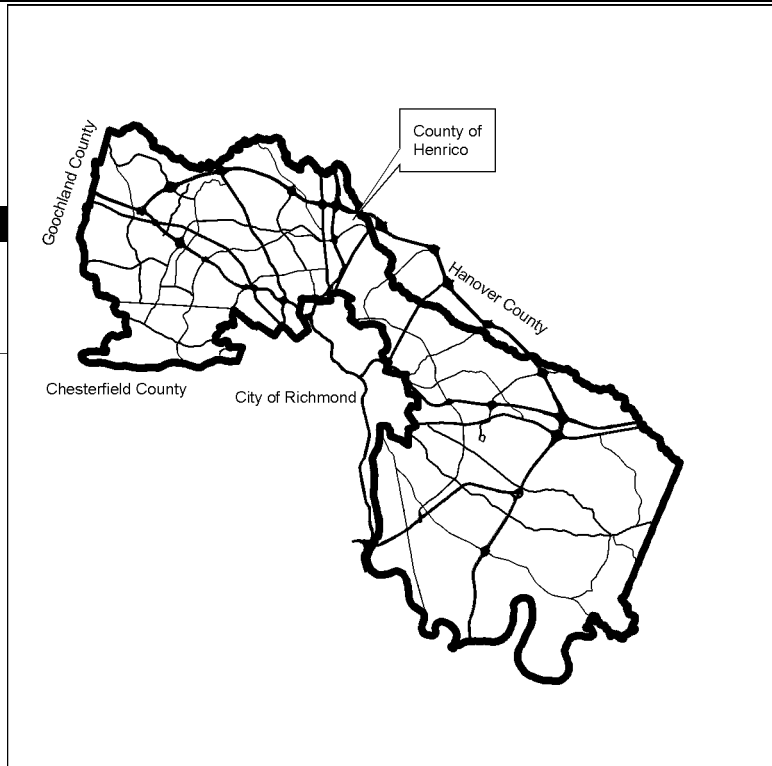 County of
Henrico
Goochland County
Hanover County
Chesterfield County
City of Richmond